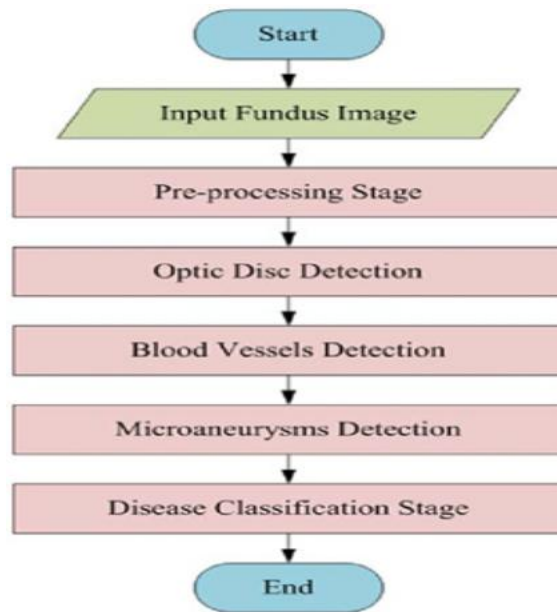 Start
Input Fundus Image
Pre-processing Stage
Optic Disc Detection
Blood Vessels Detection
Microaneurysms Detection
Disease Classification Stage
End